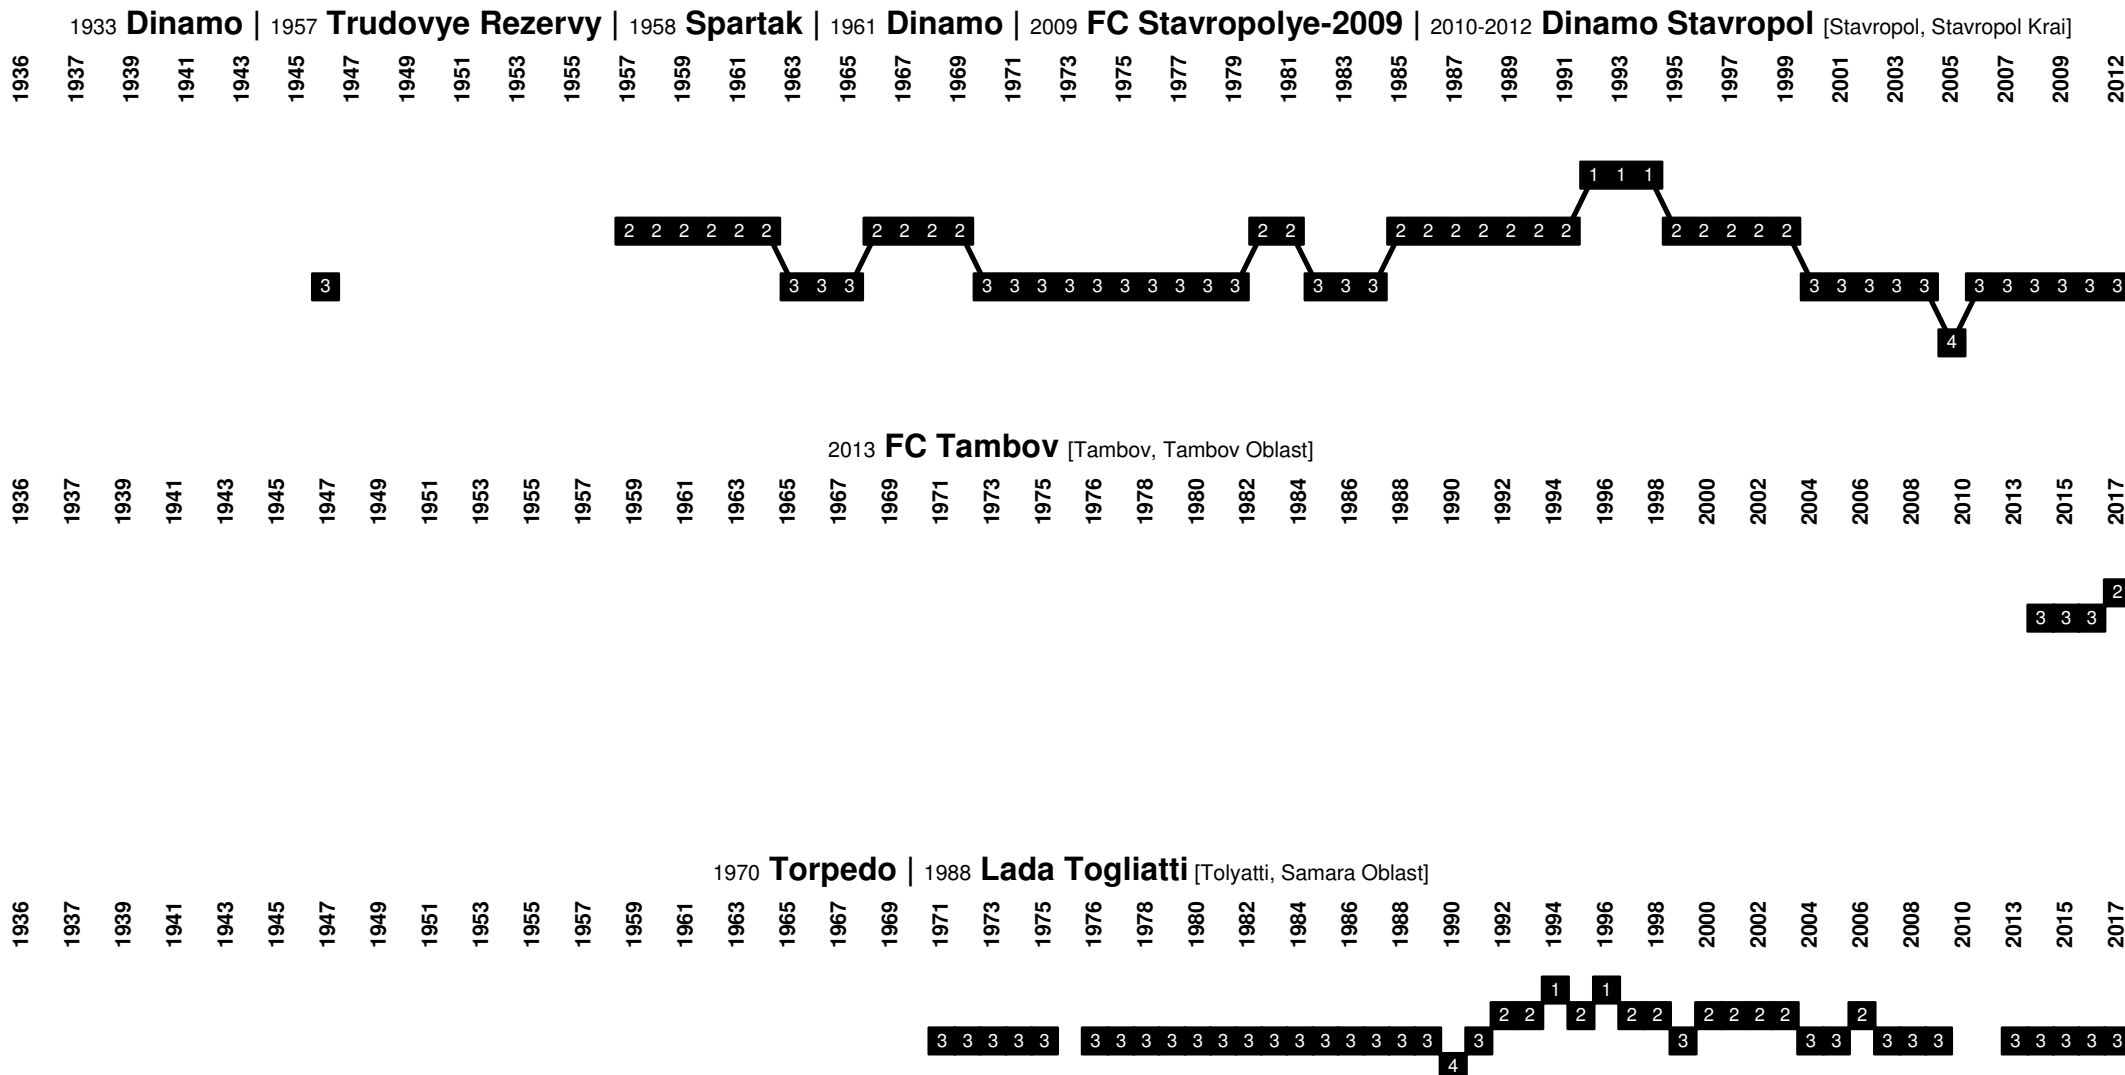 1933 Dinamo | 1957 Trudovye Rezervy | 1958 Spartak | 1961 Dinamo | 2009 FC Stavropolye-2009 | 2010-2012 Dinamo Stavropol [Stavropol, Stavropol Krai]
1936 1937 1939 1941 1943 1945 1947 1949 1951 1953 1955 1957 1959 1961 1963 1965 1967 1969 1971 1973 1975 1977 1979 1981 1983 1985 1987 1989 1991 1993 1995 1997 1999 2001 2003 2005 2007 2009 2012
1 1 1
2 2 2 2 2 2 2 2 2 2 2 2 2 2 2 2 2 2 2 2 2 2 2 2
3 3 3 3 3 3 3 3 3 3 3 3 3 3 3 3 3 3 3 3 3 3 3 3 3 3 3 3
4
2013 FC Tambov [Tambov, Tambov Oblast]
1936 1937 1939 1941 1943 1945 1947 1949 1951 1953 1955 1957 1959 1961 1963 1965 1967 1969 1971 1973 1975 1976 1978 1980 1982 1984 1986 1988 1990 1992 1994 1996 1998 2000 2002 2004 2006 2008 2010 2013 2015 2017
2
3 3 3
1970 Torpedo | 1988 Lada Togliatti [Tolyatti, Samara Oblast]
1936 1937 1939 1941 1943 1945 1947 1949 1951 1953 1955 1957 1959 1961 1963 1965 1967 1969 1971 1973 1975 1976 1978 1980 1982 1984 1986 1988 1990 1992 1994 1996 1998 2000 2002 2004 2006 2008 2010 2013 2015 2017
1 1
2 2 2 2 2 2 2 2 2 2
3 3 3 3 3 3 3 3 3 3 3 3 3 3 3 3 3 3 3 3 3 3 3 3 3 3 3 3 3 3 3
4